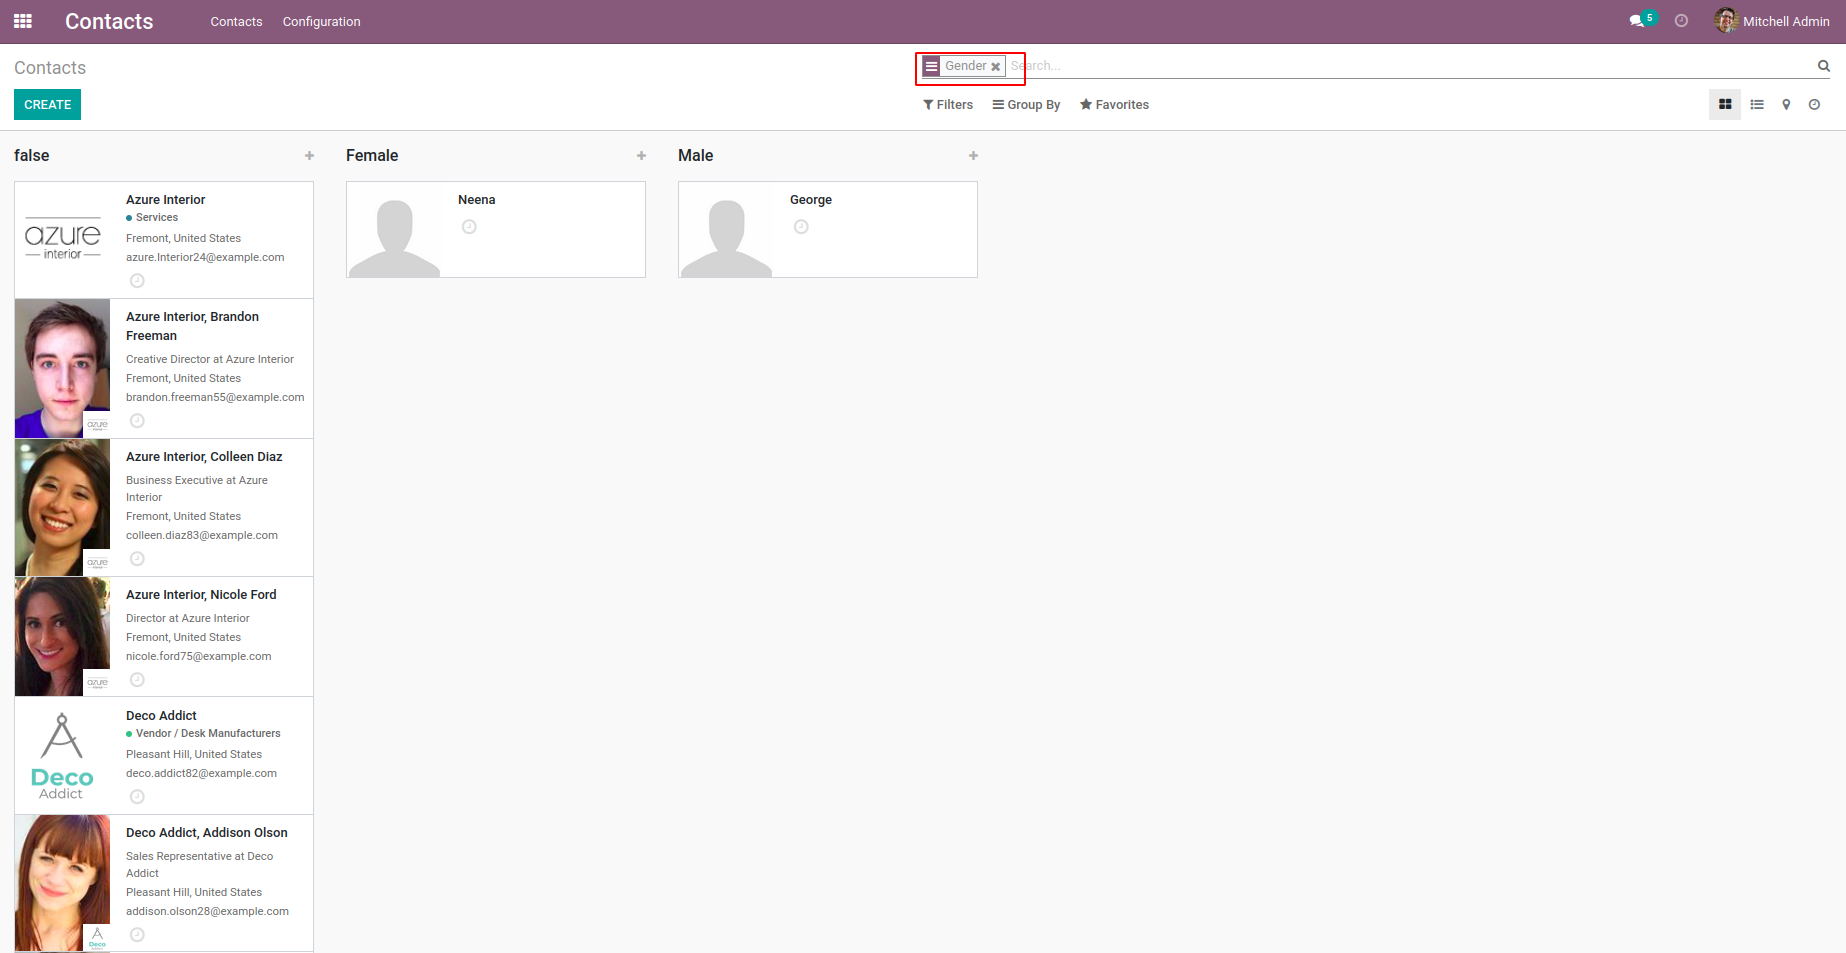 Contacts
Contacts
Configuration
5
Mitchell Admin
Contacts
Gender
Search...
CREATE
Filters
Group By
Favorites
false
azure
interior
Azure Interior
Services
Fremont, United States
azure.Interior24@example.com
azure
Azure Interior, Brandon
Freeman
Creative Director at Azure Interior
Fremont, United States
brandon.freeman55@example.com
azure
Azure Interior, Colleen Diaz
Business Executive at Azure
Interior
Fremont, United States
colleen.diaz83@example.com
azure
Azure Interior, Nicole Ford
Director at Azure Interior
Fremont, United States
nicole.ford75@example.com
Deco
Addict
Deco Addict
Vendor / Desk Manufacturers
Pleasant Hill, United States
deco.addict82@example.com
Deco
Deco Addict, Addison Olson
Sales Representative at Deco
Addict
Pleasant Hill, United States
addison.olson28@example.com
Female
Neena
Male
George